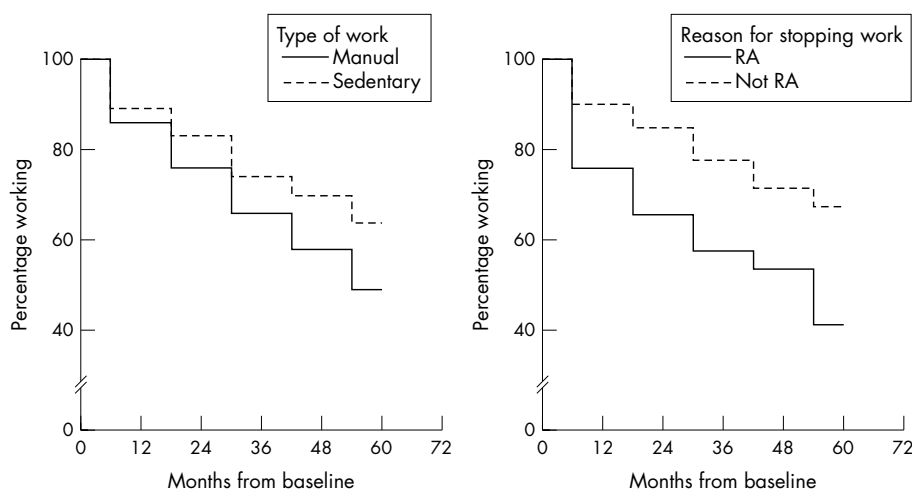 Type of work
Manual
Sedentary
100
80
60
40
0
Percentage working
0 12 24 36 48 60 72
Months from baseline
Reason for stopping work
RA
Not RA
100
80
60
40
0
Percentage working
0 12 24 36 48 60 72
Months from baseline